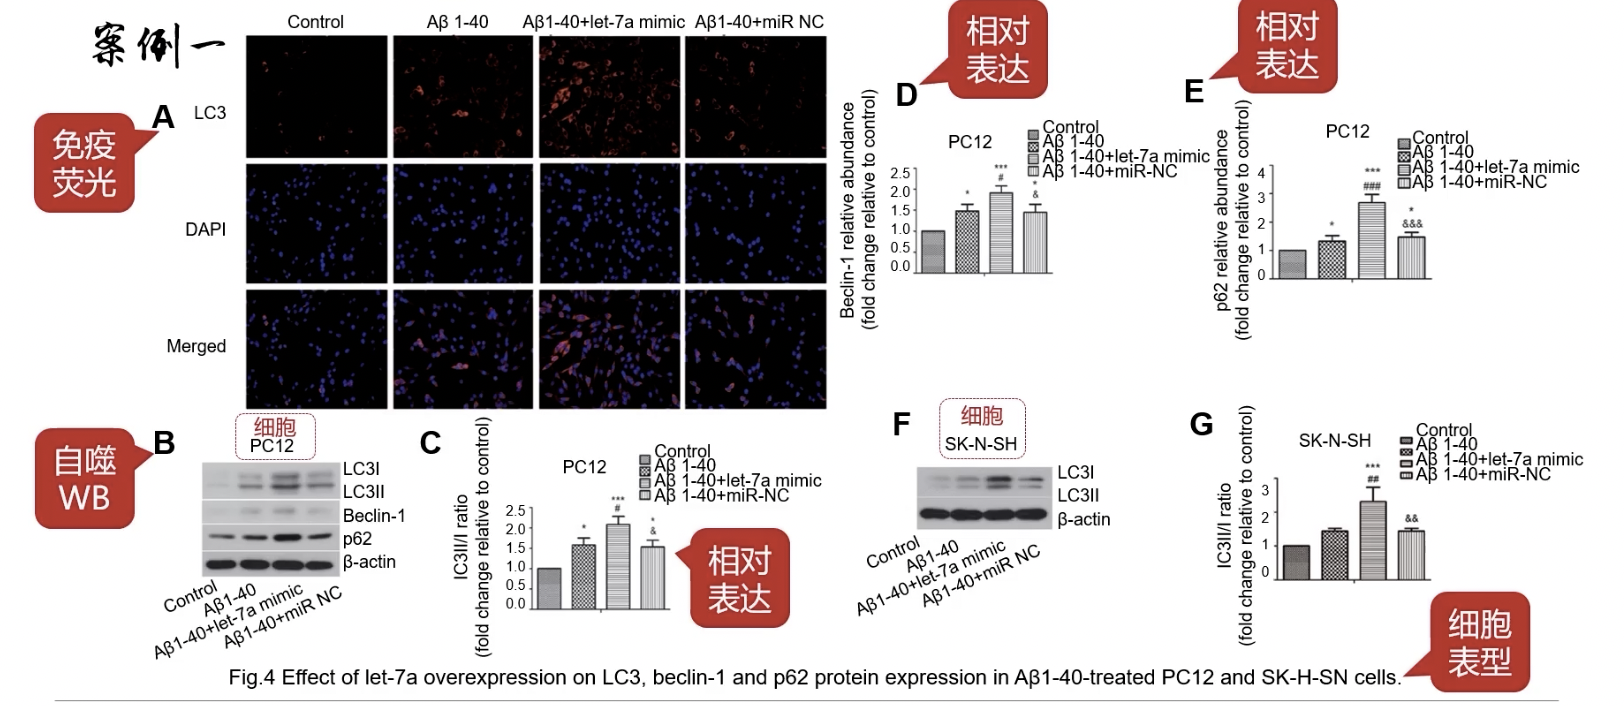 案例一
Control
Aβ 1-40
Aβ1-40+let-7a mimic
Aβ1-40+miR NC
A
LC3
DAPI
Merged
免疫
荧光
D
相对
表达
Beclin-1 relative abundance
(fold change relative to control)
PC12
Control
Aβ 1-40
Aβ 1-40+let-7a mimic
Aβ 1-40+miR-NC
2.5
2.0
1.5
1.0
0.5
0.0
*
***
#
*
&
E
相对
表达
p62 relative abundance
(fold change relative to control)
PC12
Control
Aβ 1-40
Aβ 1-40+let-7a mimic
Aβ 1-40+miR-NC
4
3
2
1
0
*
***
###
*
&&&
B
自噬
WB
细胞
PC12
LC3I
LC3II
Beclin-1
p62
β-actin
Control
Aβ1-40
Aβ1-40+let-7a mimic
Aβ1-40+miR NC
C
IC3II/I ratio
(fold change relative to control)
PC12
Control
Aβ 1-40
Aβ 1-40+let-7a mimic
Aβ 1-40+miR-NC
2.5
2.0
1.5
1.0
0.5
0.0
*
***
#
*
&
相对
表达
F
细胞
SK-N-SH
LC3I
LC3II
β-actin
Control
Aβ1-40
Aβ1-40+let-7a mimic
Aβ1-40+miR NC
G
IC3II/I ratio
(fold change relative to control)
SK-N-SH
Control
Aβ 1-40
Aβ 1-40+let-7a mimic
Aβ 1-40+miR-NC
3
2
1
0
***
##
&&
细胞
表型
Fig.4 Effect of let-7a overexpression on LC3, beclin-1 and p62 protein expression in Aβ1-40-treated PC12 and SK-H-SN cells.